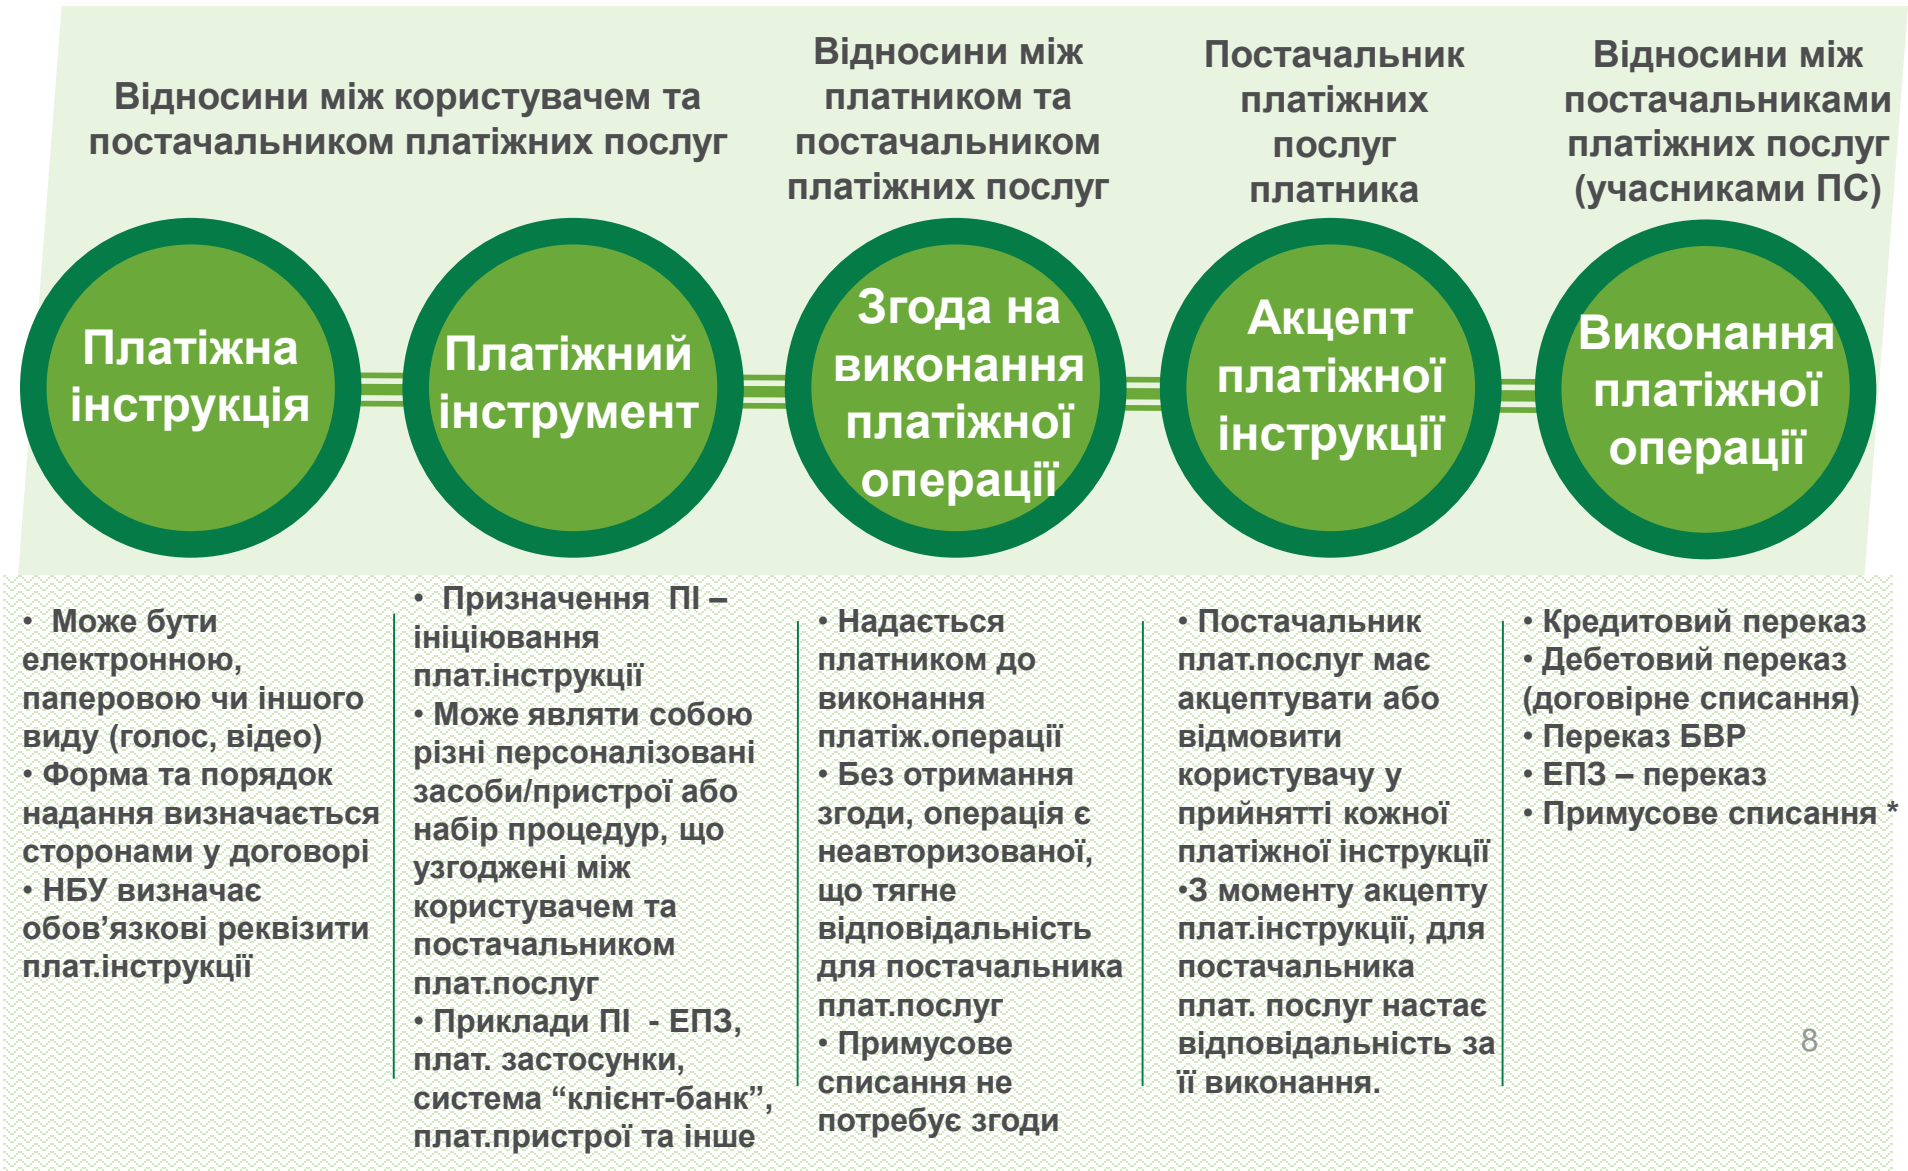 Відносини між користувачем та
постачальником платіжних послуг
Відносини між
платником та
постачальником
платіжних послуг
Постачальник
платіжних
послуг
платника
Відносини між
постачальниками
платіжних послуг
(учасниками ПС)
Платіжна
інструкція
Платіжний
інструмент
Згода на
виконання
платіжної
операції
Акцепт
платіжної
інструкції
Виконання
платіжної
операції
• Може бути
електронною,
паперовою чи іншого
виду (голос, відео)
• Форма та порядок
надання визначається
сторонами у договорі
• НБУ визначає
обов’язкові реквізити
плат.інструкції
• Призначення ПІ –
ініціювання
плат.інструкції
• Може являти собою
різні персоналізовані
засоби/пристрої або
набір процедур, що
узгоджені між
користувачем та
постачальником
плат.послуг
• Приклади ПІ - ЕПЗ,
плат. застосунки,
система “клієнт-банк”,
плат.пристрої та інше
• Надається
платником до
виконання
платіж.операції
• Без отримання
згоди, операція є
неавторизованої,
що тягне
відповідальність
для постачальника
плат.послуг
• Примусове
списання не
потребує згоди
• Постачальник
плат.послуг має
акцептувати або
відмовити
користувачу у
прийнятті кожної
платіжної інструкції
•З моменту акцепту
плат.інструкції, для
постачальника
плат. послуг настає
відповідальність за
її виконання.
• Кредитовий переказ
• Дебетовий переказ
(договірне списання)
• Переказ БВР
• ЕПЗ – переказ
• Примусове списання *
8